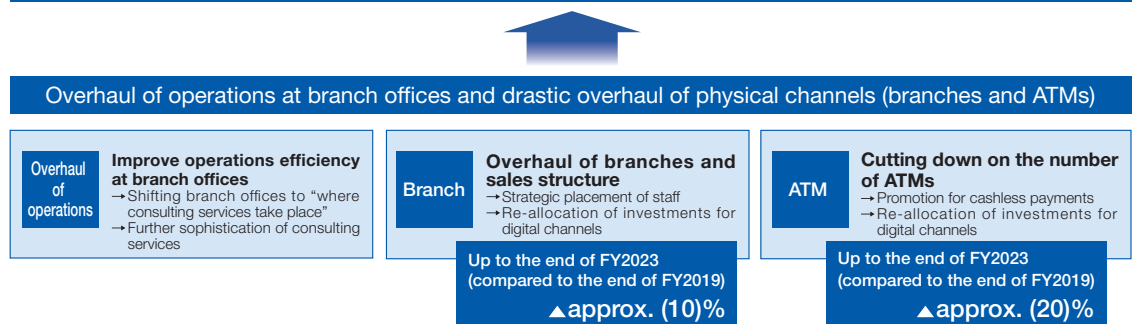 Overhaul of operations at branch offices and drastic overhaul of physical channels (branches and ATMs)
Overhaul
of
operations
Improve operations efficiency
at branch offices
→Shifting branch offices to “where
consulting services take place”
→Further sophistication of consulting
services
Branch
Overhaul of branches and
sales structure
→Strategic placement of staff
→Re-allocation of investments for
digital channels
Up to the end of FY2023
(compared to the end of FY2019)
▲approx. (10)%
ATM
Cutting down on the number
of ATMs
→Promotion for cashless payments
→Re-allocation of investments for
digital channels
Up to the end of FY2023
(compared to the end of FY2019)
▲approx. (20)%